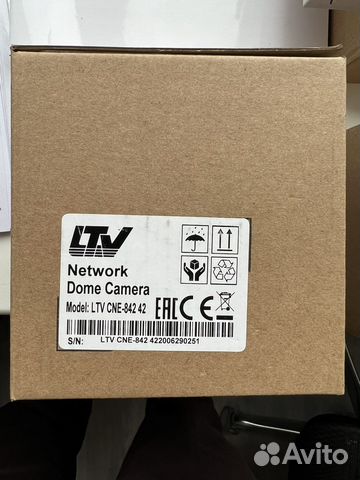 LTV
Network
Dome Camera
Model: LTV CNE-842 42
EAC CE
S/N: LTV CNE-842 422006290251
Avito